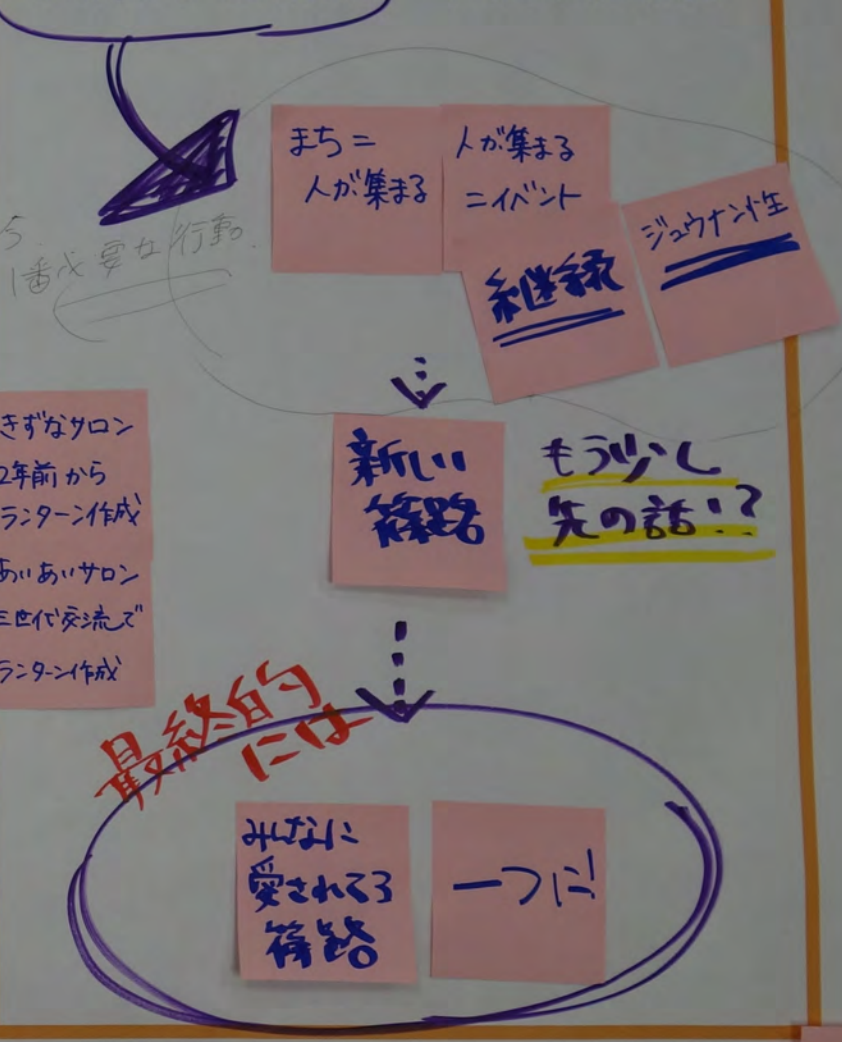 まち=
人が集まる
人が集まる
=イベント
継続
ジュウナン性
1番必要な行動
きずなサロン
2年前から
ランターン作成
あいあいサロン
三世代交流で
ランターン作成
新しい
篠路
もう少し
先の話!?
最終的
には
みんなに
愛されてる
篠路
一つに!